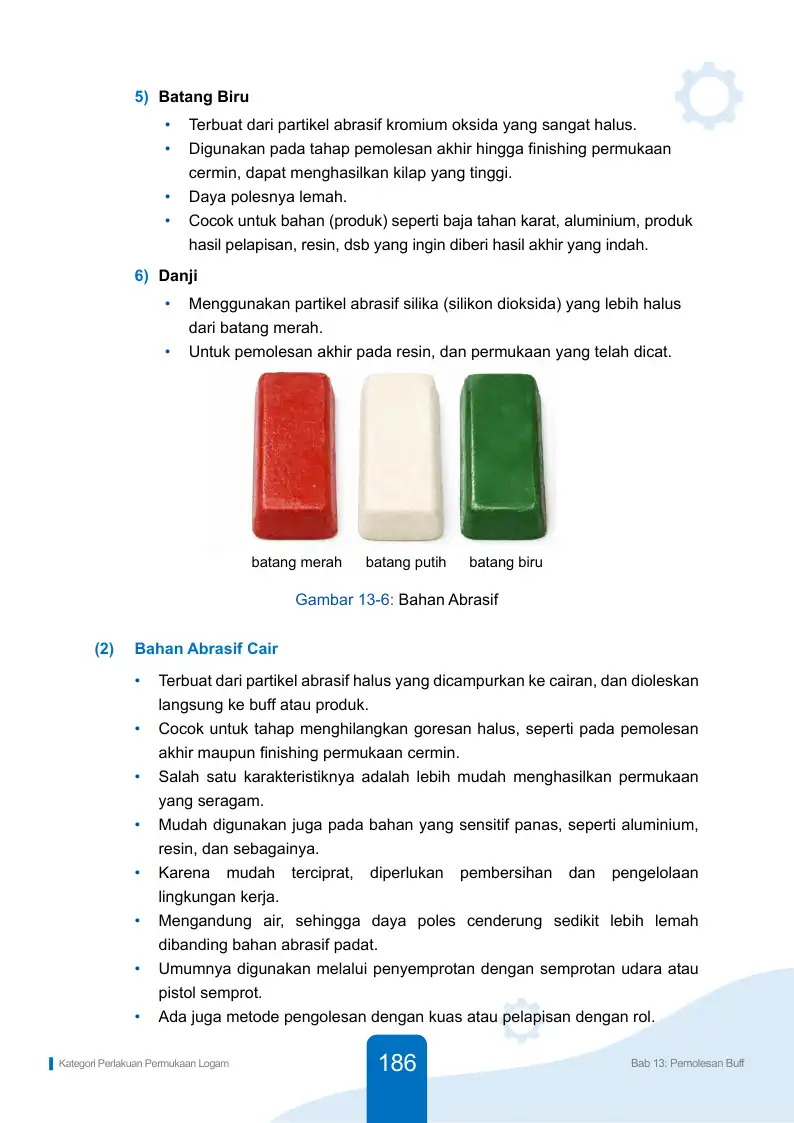 5) Batang Biru
• Terbuat dari partikel abrasif kromium oksida yang sangat halus.
• Digunakan pada tahap pemolesan akhir hingga finishing permukaan
cermin, dapat menghasilkan kilap yang tinggi.
• Daya polesnya lemah.
• Cocok untuk bahan (produk) seperti baja tahan karat, aluminium, produk
hasil pelapisan, resin, dsb yang ingin diberi hasil akhir yang indah.
6) Danji
• Menggunakan partikel abrasif silika (silikon dioksida) yang lebih halus
dari batang merah.
• Untuk pemolesan akhir pada resin, dan permukaan yang telah dicat.
batang merah batang putih batang biru
Gambar 13-6: Bahan Abrasif
(2) Bahan Abrasif Cair
• Terbuat dari partikel abrasif halus yang dicampurkan ke cairan, dan dioleskan
langsung ke buff atau produk.
• Cocok untuk tahap menghilangkan goresan halus, seperti pada pemolesan
akhir maupun finishing permukaan cermin.
• Salah satu karakteristiknya adalah lebih mudah menghasilkan permukaan
yang seragam.
• Mudah digunakan juga pada bahan yang sensitif panas, seperti aluminium,
resin, dan sebagainya.
• Karena mudah terciprat, diperlukan pembersihan dan pengelolaan
lingkungan kerja.
• Mengandung air, sehingga daya poles cenderung sedikit lebih lemah
dibanding bahan abrasif padat.
• Umumnya digunakan melalui penyemprotan dengan semprotan udara atau
pistol semprot.
• Ada juga metode pengolesan dengan kuas atau pelapisan dengan rol.
Kategori Perlakuan Permukaan Logam
186
Bab 13: Pemolesan Buff